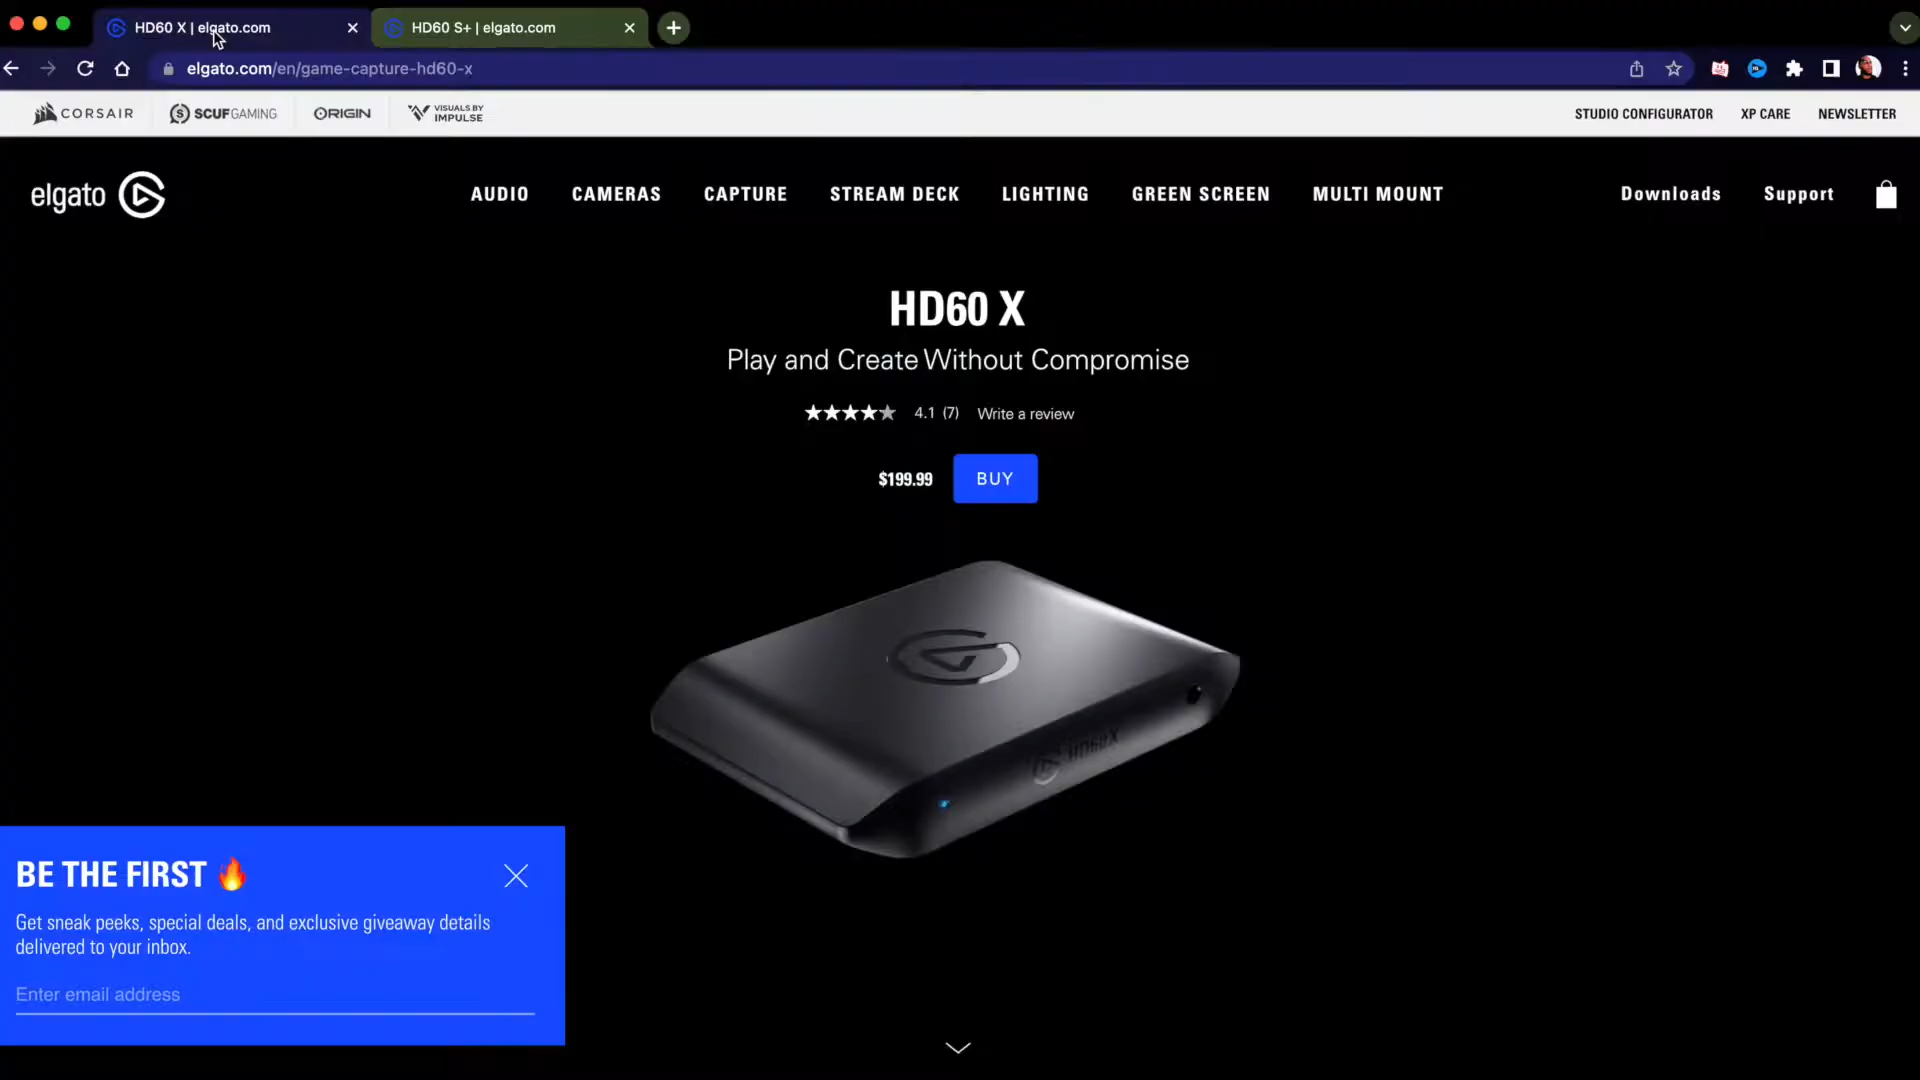 HD60 X | elgato.com
HD60 S+ | elgato.com
elgato.com/en/game-capture-hd60-x
CORSAIR
SCUFGAMING
ORIGIN
VISUALS BY
IMPULSE
STUDIO CONFIGURATOR
XP CARE
NEWSLETTER
elgato
AUDIO
CAMERAS
CAPTURE
STREAM DECK
LIGHTING
GREEN SCREEN
MULTI MOUNT
Downloads
Support
HD60 X
Play and Create Without Compromise
4.1 (7) Write a review
$199.99 BUY
HD60 X
BE THE FIRST 🔥
Get sneak peeks, special deals, and exclusive giveaway details
delivered to your inbox.
Enter email address